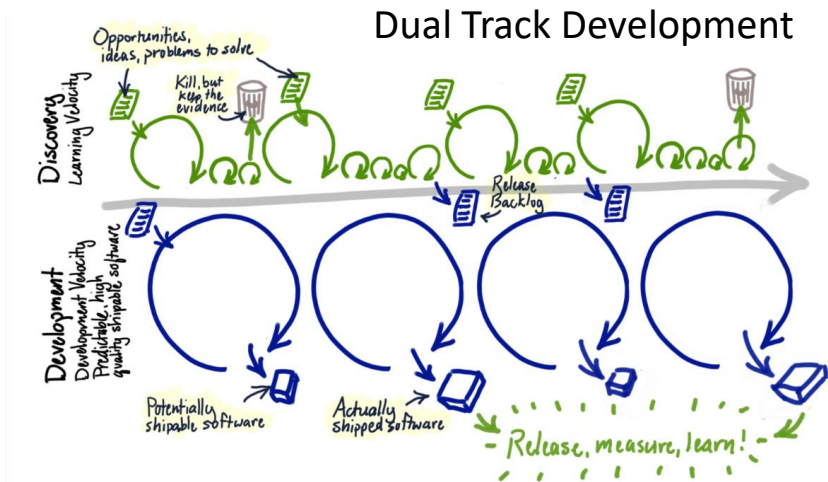 Dual Track Development
Opportunities,
ideas, problems to solve
Kill, but
keep the
evidence
Discovery
Learning Velocity
Release
Backlog
Development
Development Velocity
Predictable, high
quality shipable software
Potentially
shipable software
Actually
shipped software
Release, measure, learn!